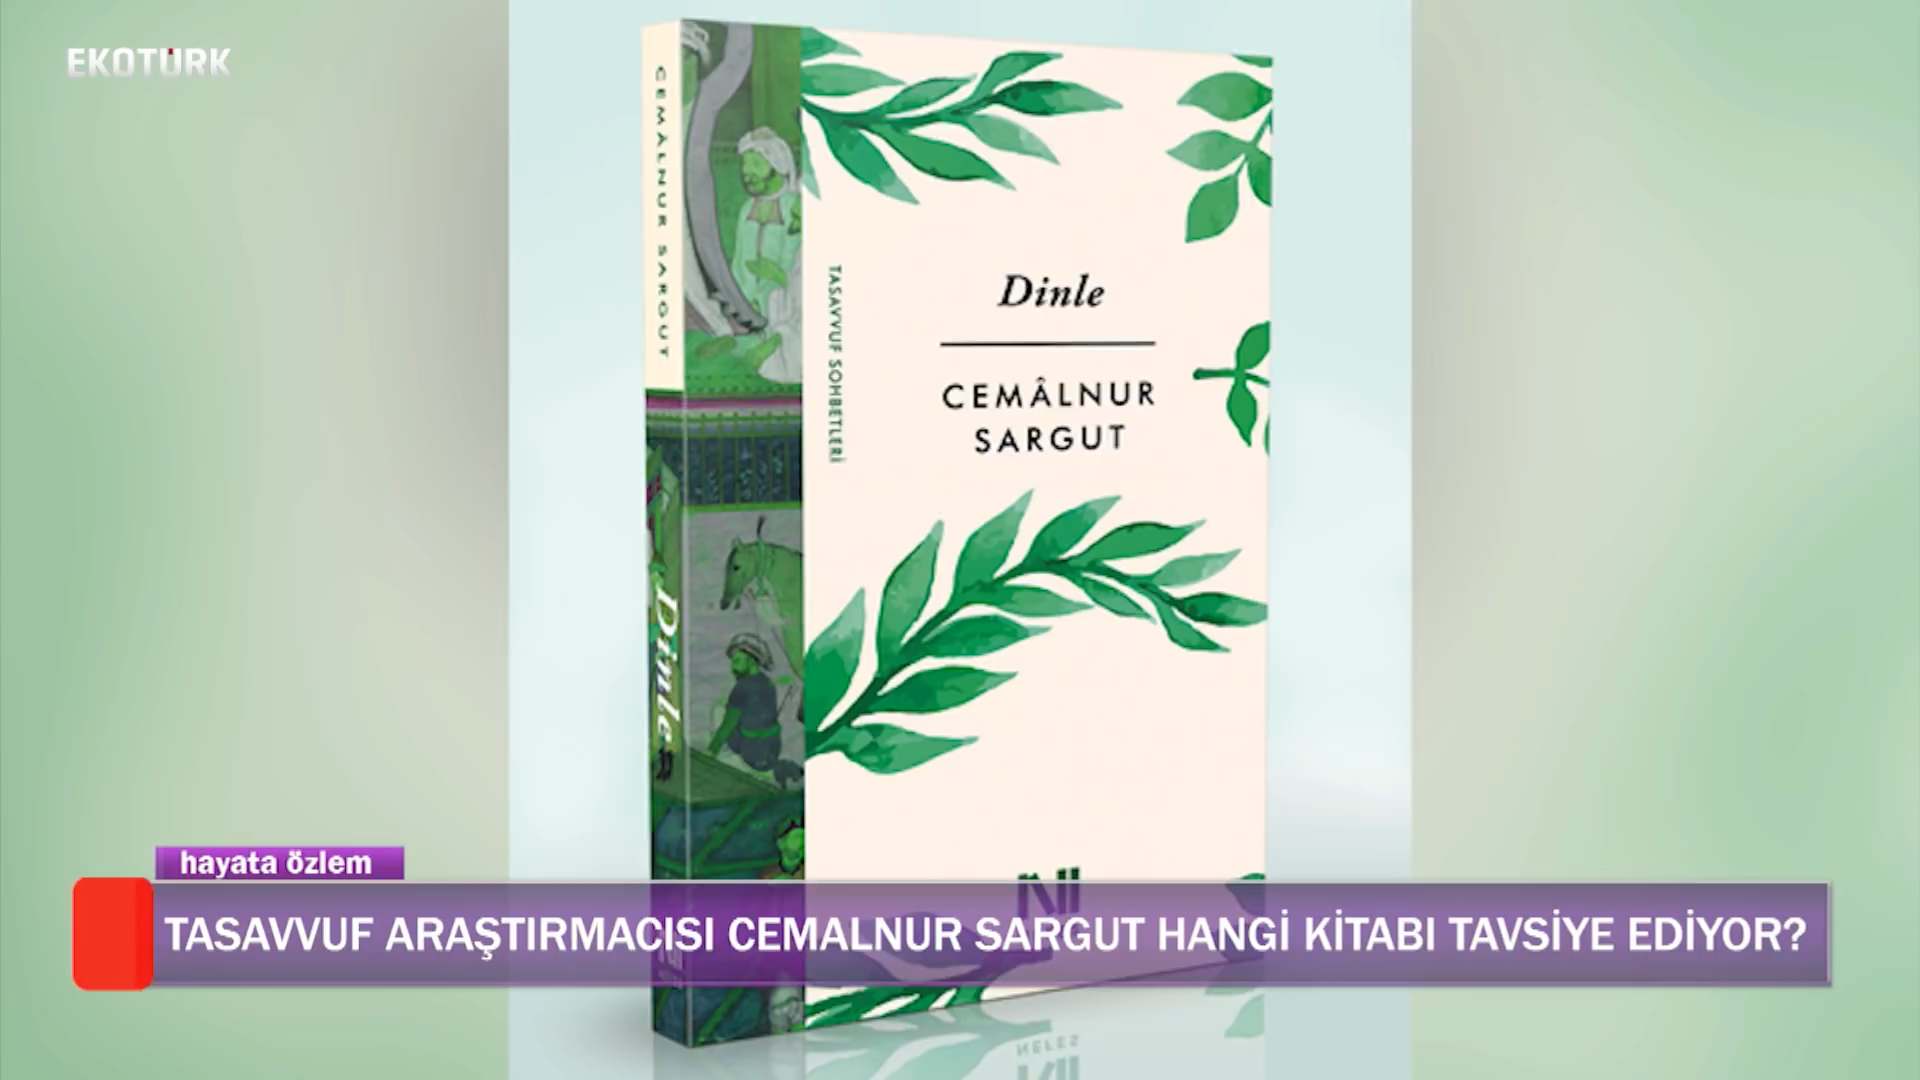 EKOTÜRK
CEMÂLNUR SARGUT
Dinle
TASAVVUF SOHBETLERİ
Dinle
CEMÂLNUR
SARGUT
hayata özlem
TASAVVUF ARAŞTIRMACISI CEMALNUR SARGUT HANGİ KİTABI TAVSİYE EDİYOR?